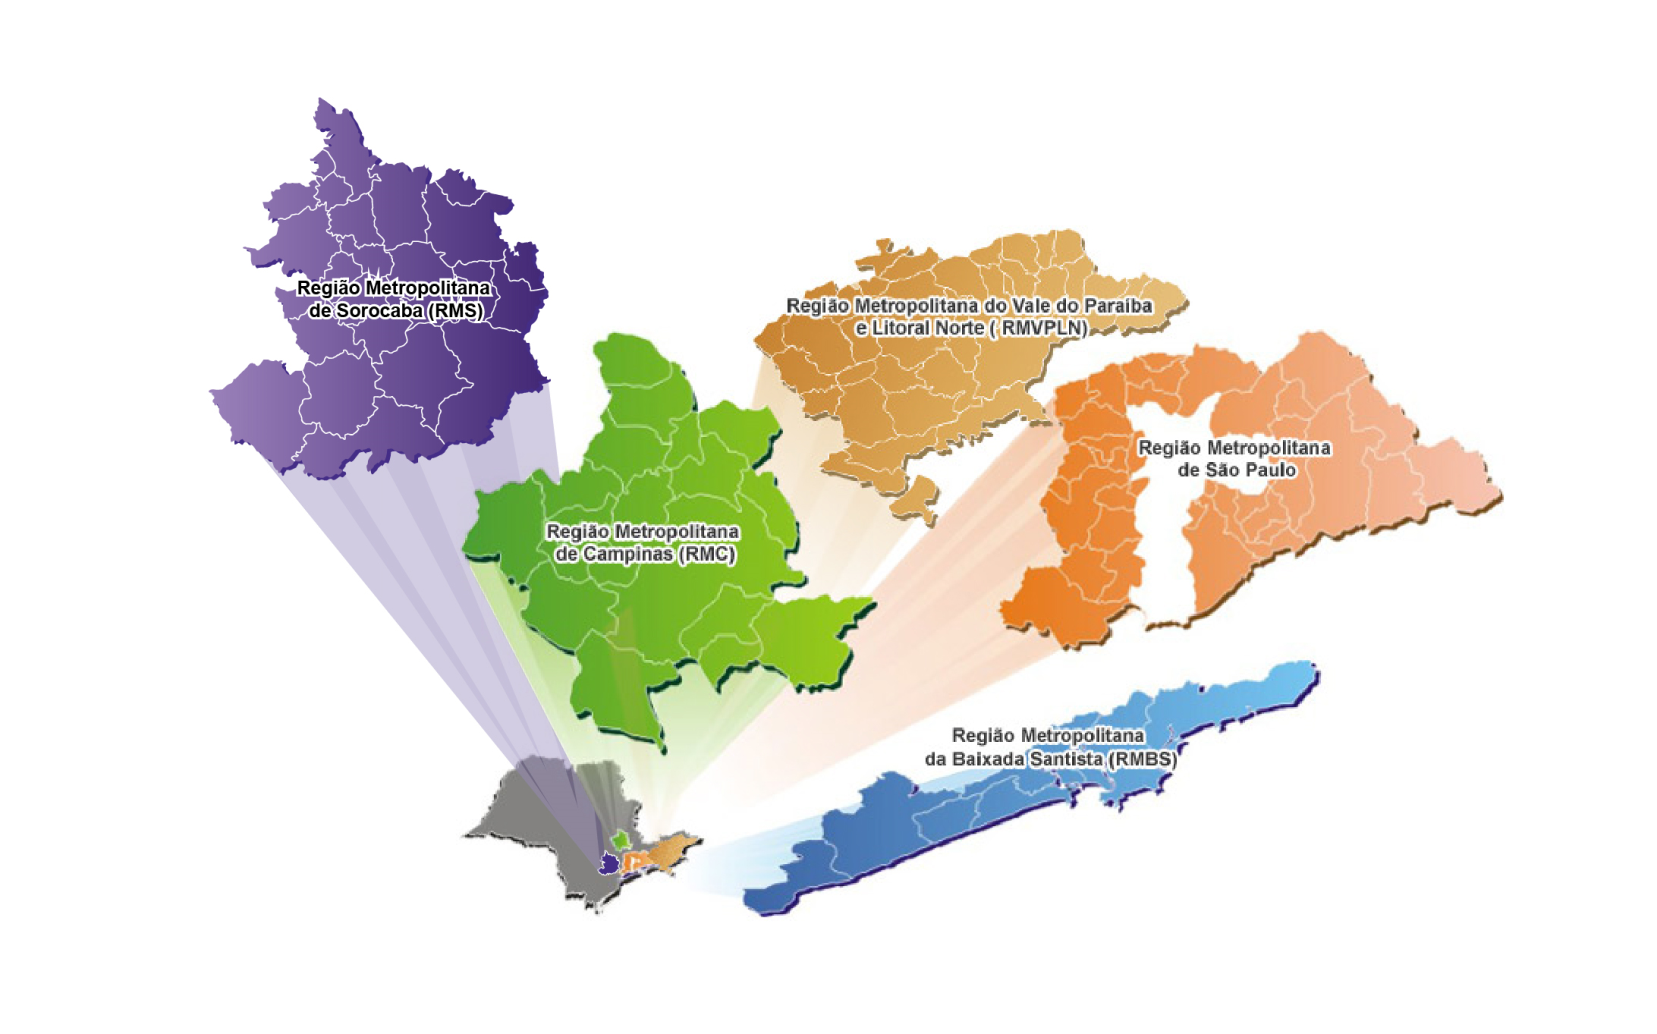 Região Metropolitana
de Sorocaba (RMS)
Região Metropolitana do Vale do Paraíba
e Litoral Norte ( RMVPLN)
Região Metropolitana
de São Paulo
Região Metropolitana
de Campinas (RMC)
Região Metropolitana
da Baixada Santista (RMBS)